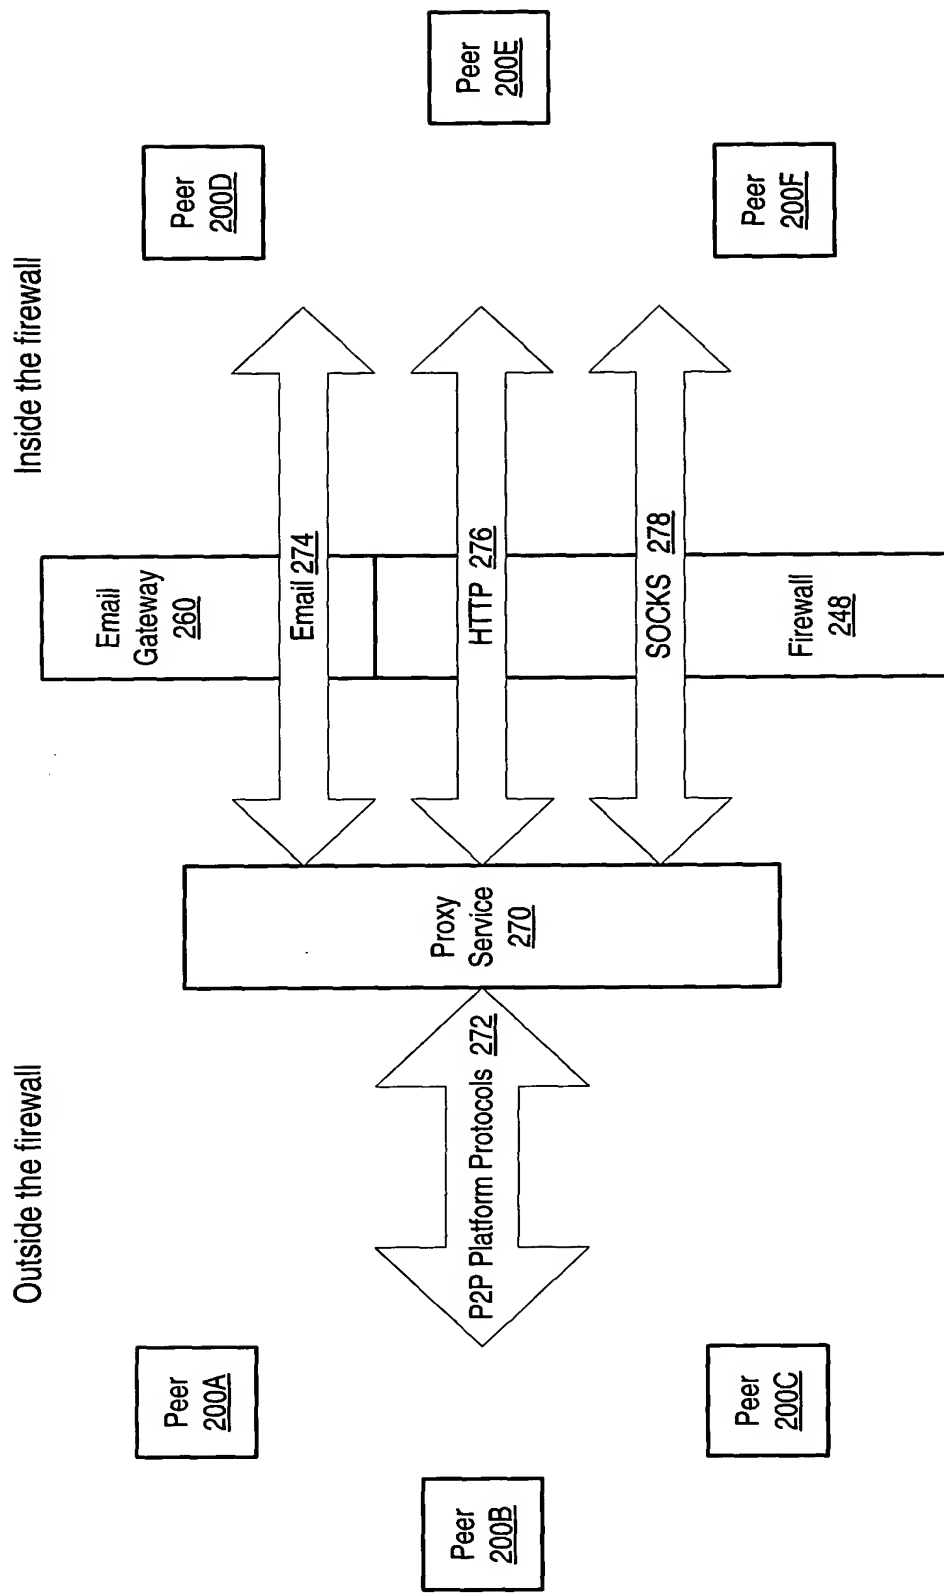 Outside the firewall
Inside the firewall
Peer
200A
Peer
200B
Peer
200C
P2P Platform Protocols 272
Proxy
Service
270
Email
Gateway
260
Email 274
HTTP 276
SOCKS 278
Firewall
248
Peer
200D
Peer
200E
Peer
200F